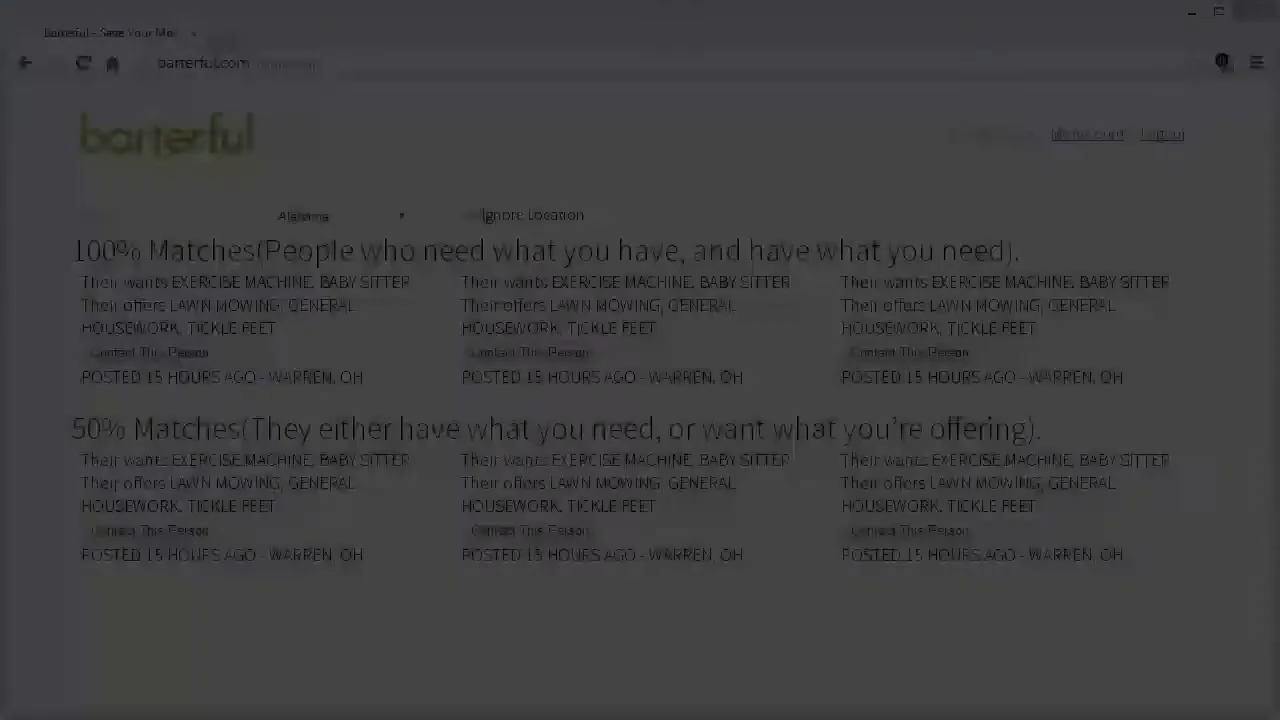 Barterful - Save Your Mo
barterful.com
barterful
My Account Logout
Alabama Ignore Location
100% Matches(People who need what you have, and have what you need).
Their wants EXERCISE MACHINE, BABY SITTER Their wants EXERCISE MACHINE, BABY SITTER Their wants EXERCISE MACHINE, BABY SITTER
Their offers LAWN MOWING, GENERAL Their offers LAWN MOWING, GENERAL Their offers LAWN MOWING, GENERAL
HOUSEWORK, TICKLE FEET HOUSEWORK, TICKLE FEET HOUSEWORK, TICKLE FEET
Contact This Person Contact This Person Contact This Person
POSTED 15 HOURS AGO - WARREN, OH POSTED 15 HOURS AGO - WARREN, OH POSTED 15 HOURS AGO - WARREN, OH
50% Matches(They either have what you need, or want what you're offering).
Their wants EXERCISE MACHINE, BABY SITTER Their wants EXERCISE MACHINE, BABY SITTER Their wants EXERCISE MACHINE, BABY SITTER
Their offers LAWN MOWING, GENERAL Their offers LAWN MOWING, GENERAL Their offers LAWN MOWING, GENERAL
HOUSEWORK, TICKLE FEET HOUSEWORK, TICKLE FEET HOUSEWORK, TICKLE FEET
Contact This Person Contact This Person Contact This Person
POSTED 15 HOURS AGO - WARREN, OH POSTED 15 HOURS AGO - WARREN, OH POSTED 15 HOURS AGO - WARREN, OH